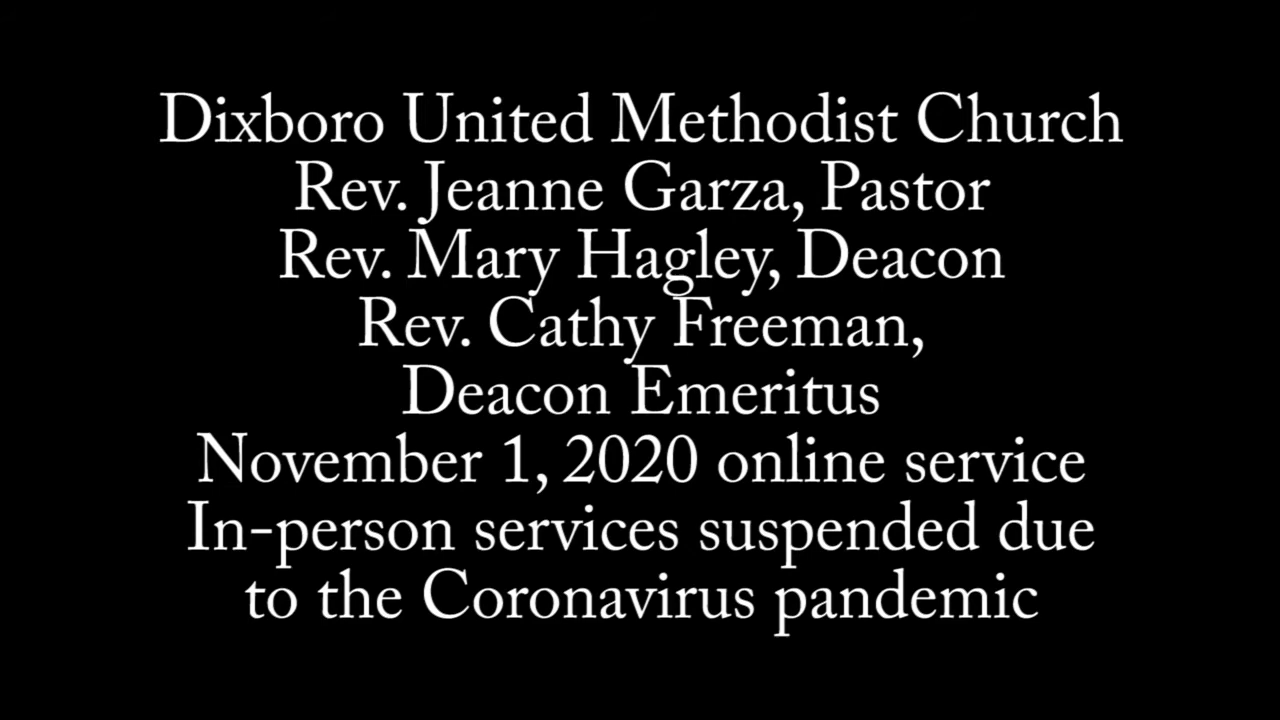 Dixboro United Methodist Church
Rev. Jeanne Garza, Pastor
Rev. Mary Hagley, Deacon
Rev. Cathy Freeman,
Deacon Emeritus
November 1, 2020 online service
In-person services suspended due
to the Coronavirus pandemic